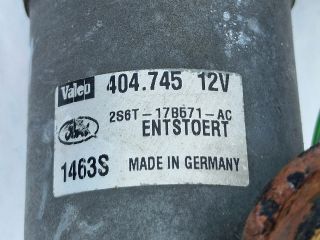 Valeo 404.745 12V
Ford 2S6T-17B571-AC
ENTSTOERT
1463S MADE IN GERMANY